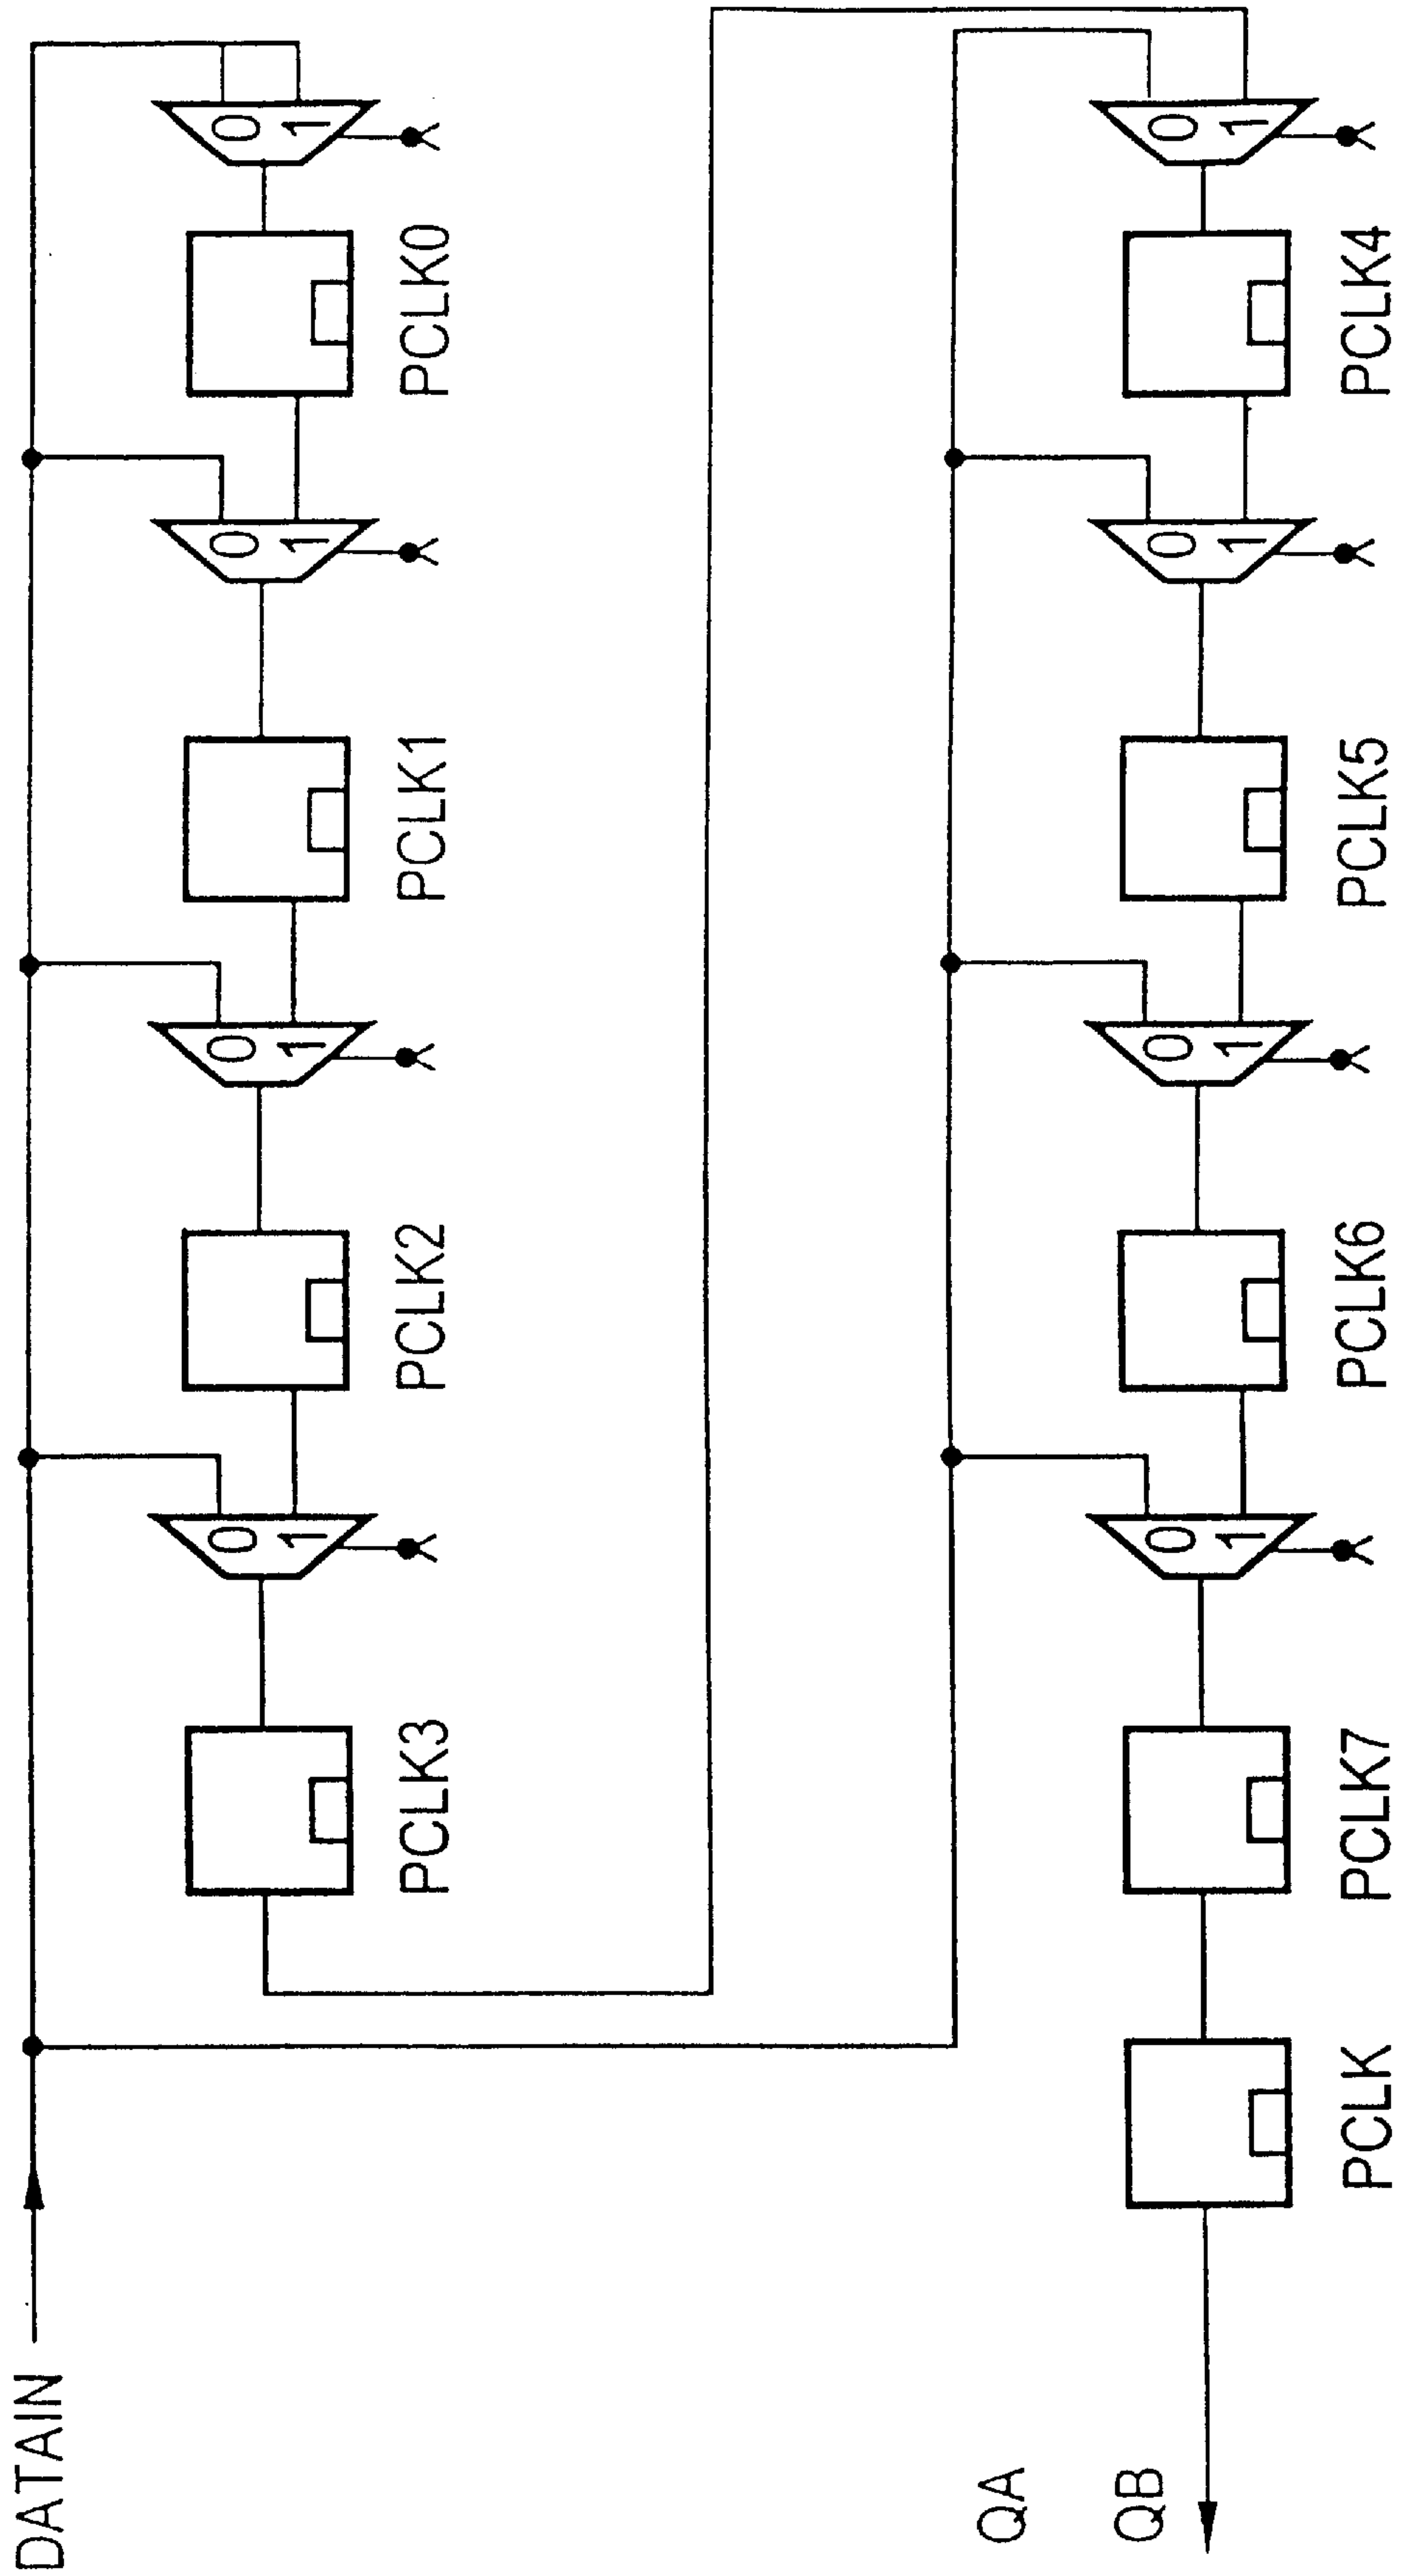 DATAIN
0 0 0 0
1 1 1 1
PCLK3 PCLK2 PCLK1 PCLK0
QA
QB
0 0 0 0
1 1 1 1
PCLK PCLK7 PCLK6 PCLK5 PCLK4